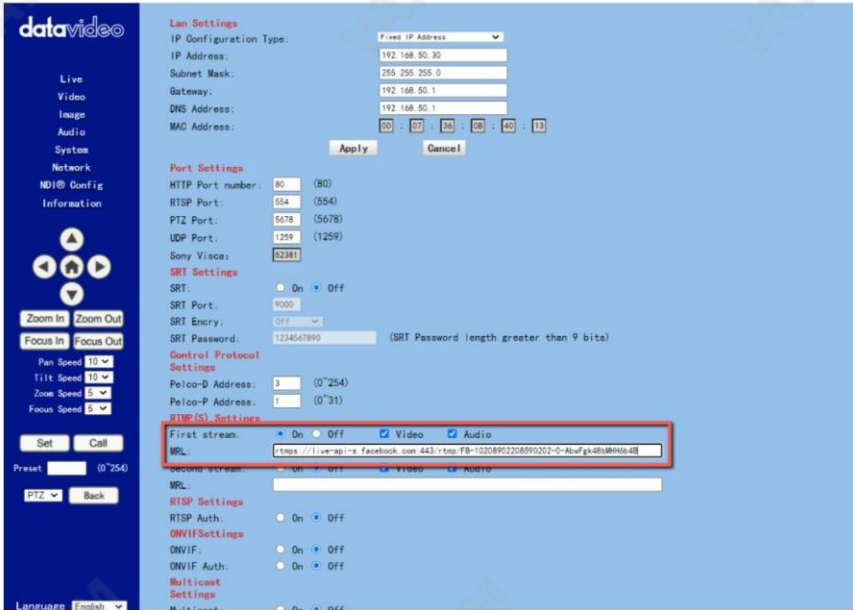 datavideo
Live
Video
Image
Audio
System
Network
NDI® Config
Information
Zoom In Zoom Out
Focus In Focus Out
Pan Speed 10
Tilt Speed 10
Zoom Speed 5
Focus Speed 5
Set Call
Preset (0~254)
PTZ Back
Language English
Lan Settings
IP Configuration Type: Fixed IP Address
IP Address: 192.168.50.30
Subnet Mask: 255.255.255.0
Gateway: 192.168.50.1
DNS Address: 192.168.50.1
MAC Address: 00 : 07 : 36 : 0B : 40 : 13
Apply Cancel
Port Settings
HTTP Port number: 80 (80)
RTSP Port: 554 (554)
PTZ Port: 5678 (5678)
UDP Port: 1259 (1259)
Sony Visca: 52381
SRT Settings
SRT: On Off
SRT Port: 9000
SRT Encry: Off
SRT Password: 1234567890 (SRT Password length greater than 9 bits)
Control Protocol
Settings
Pelco-D Address: 3 (0~254)
Pelco-P Address: 1 (0~31)
RTMP(S) Settings
First stream: On Off Video Audio
MRL: rtmps://live-api-s.facebook.com:443/rtmp/
Second stream: On Off Video Audio
MRL:
RTSP Settings
RTSP Auth: On Off
ONVIFSettings
ONVIF: On Off
ONVIF Auth: On Off
Multicast
Settings
Multicast On Off